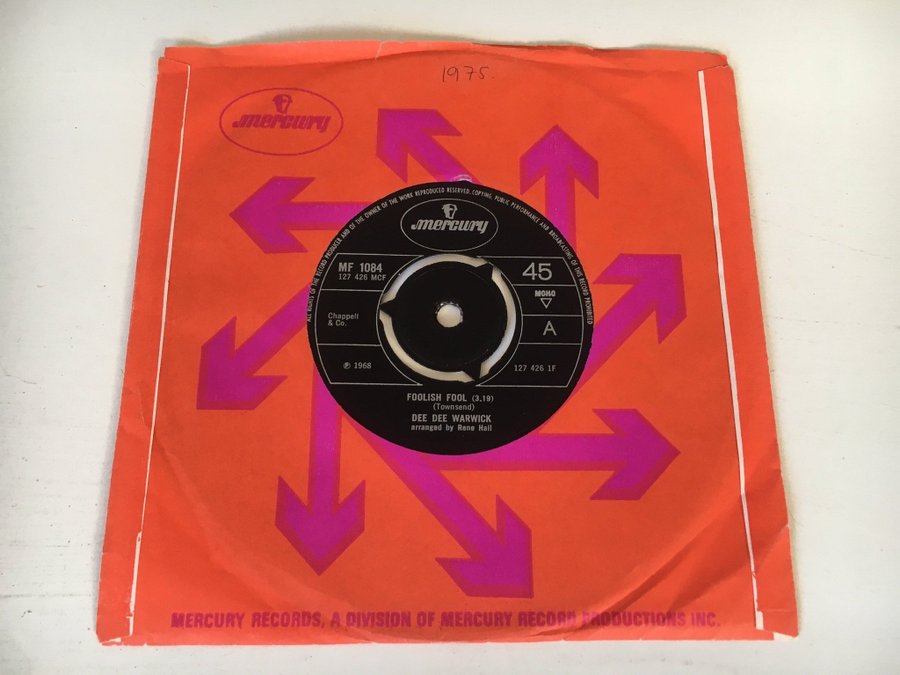 1975.
mercury
ALL RIGHTS OF THE RECORD PRODUCER AND OF THE OWNER OF THE WORK REPRODUCED RESERVED. COPYING, PUBLIC PERFORMANCE AND BROADCASTING OF THIS RECORD PROHIBITED
mercury
MF 1084
127 426 MCF
45
MONO
Chappell
& Co.
A
℗ 1968
127 426 1F
FOOLISH FOOL (3.19)
(Townsend)
DEE DEE WARWICK
arranged by Rene Hall
MERCURY RECORDS, A DIVISION OF MERCURY RECORD PRODUCTIONS INC.